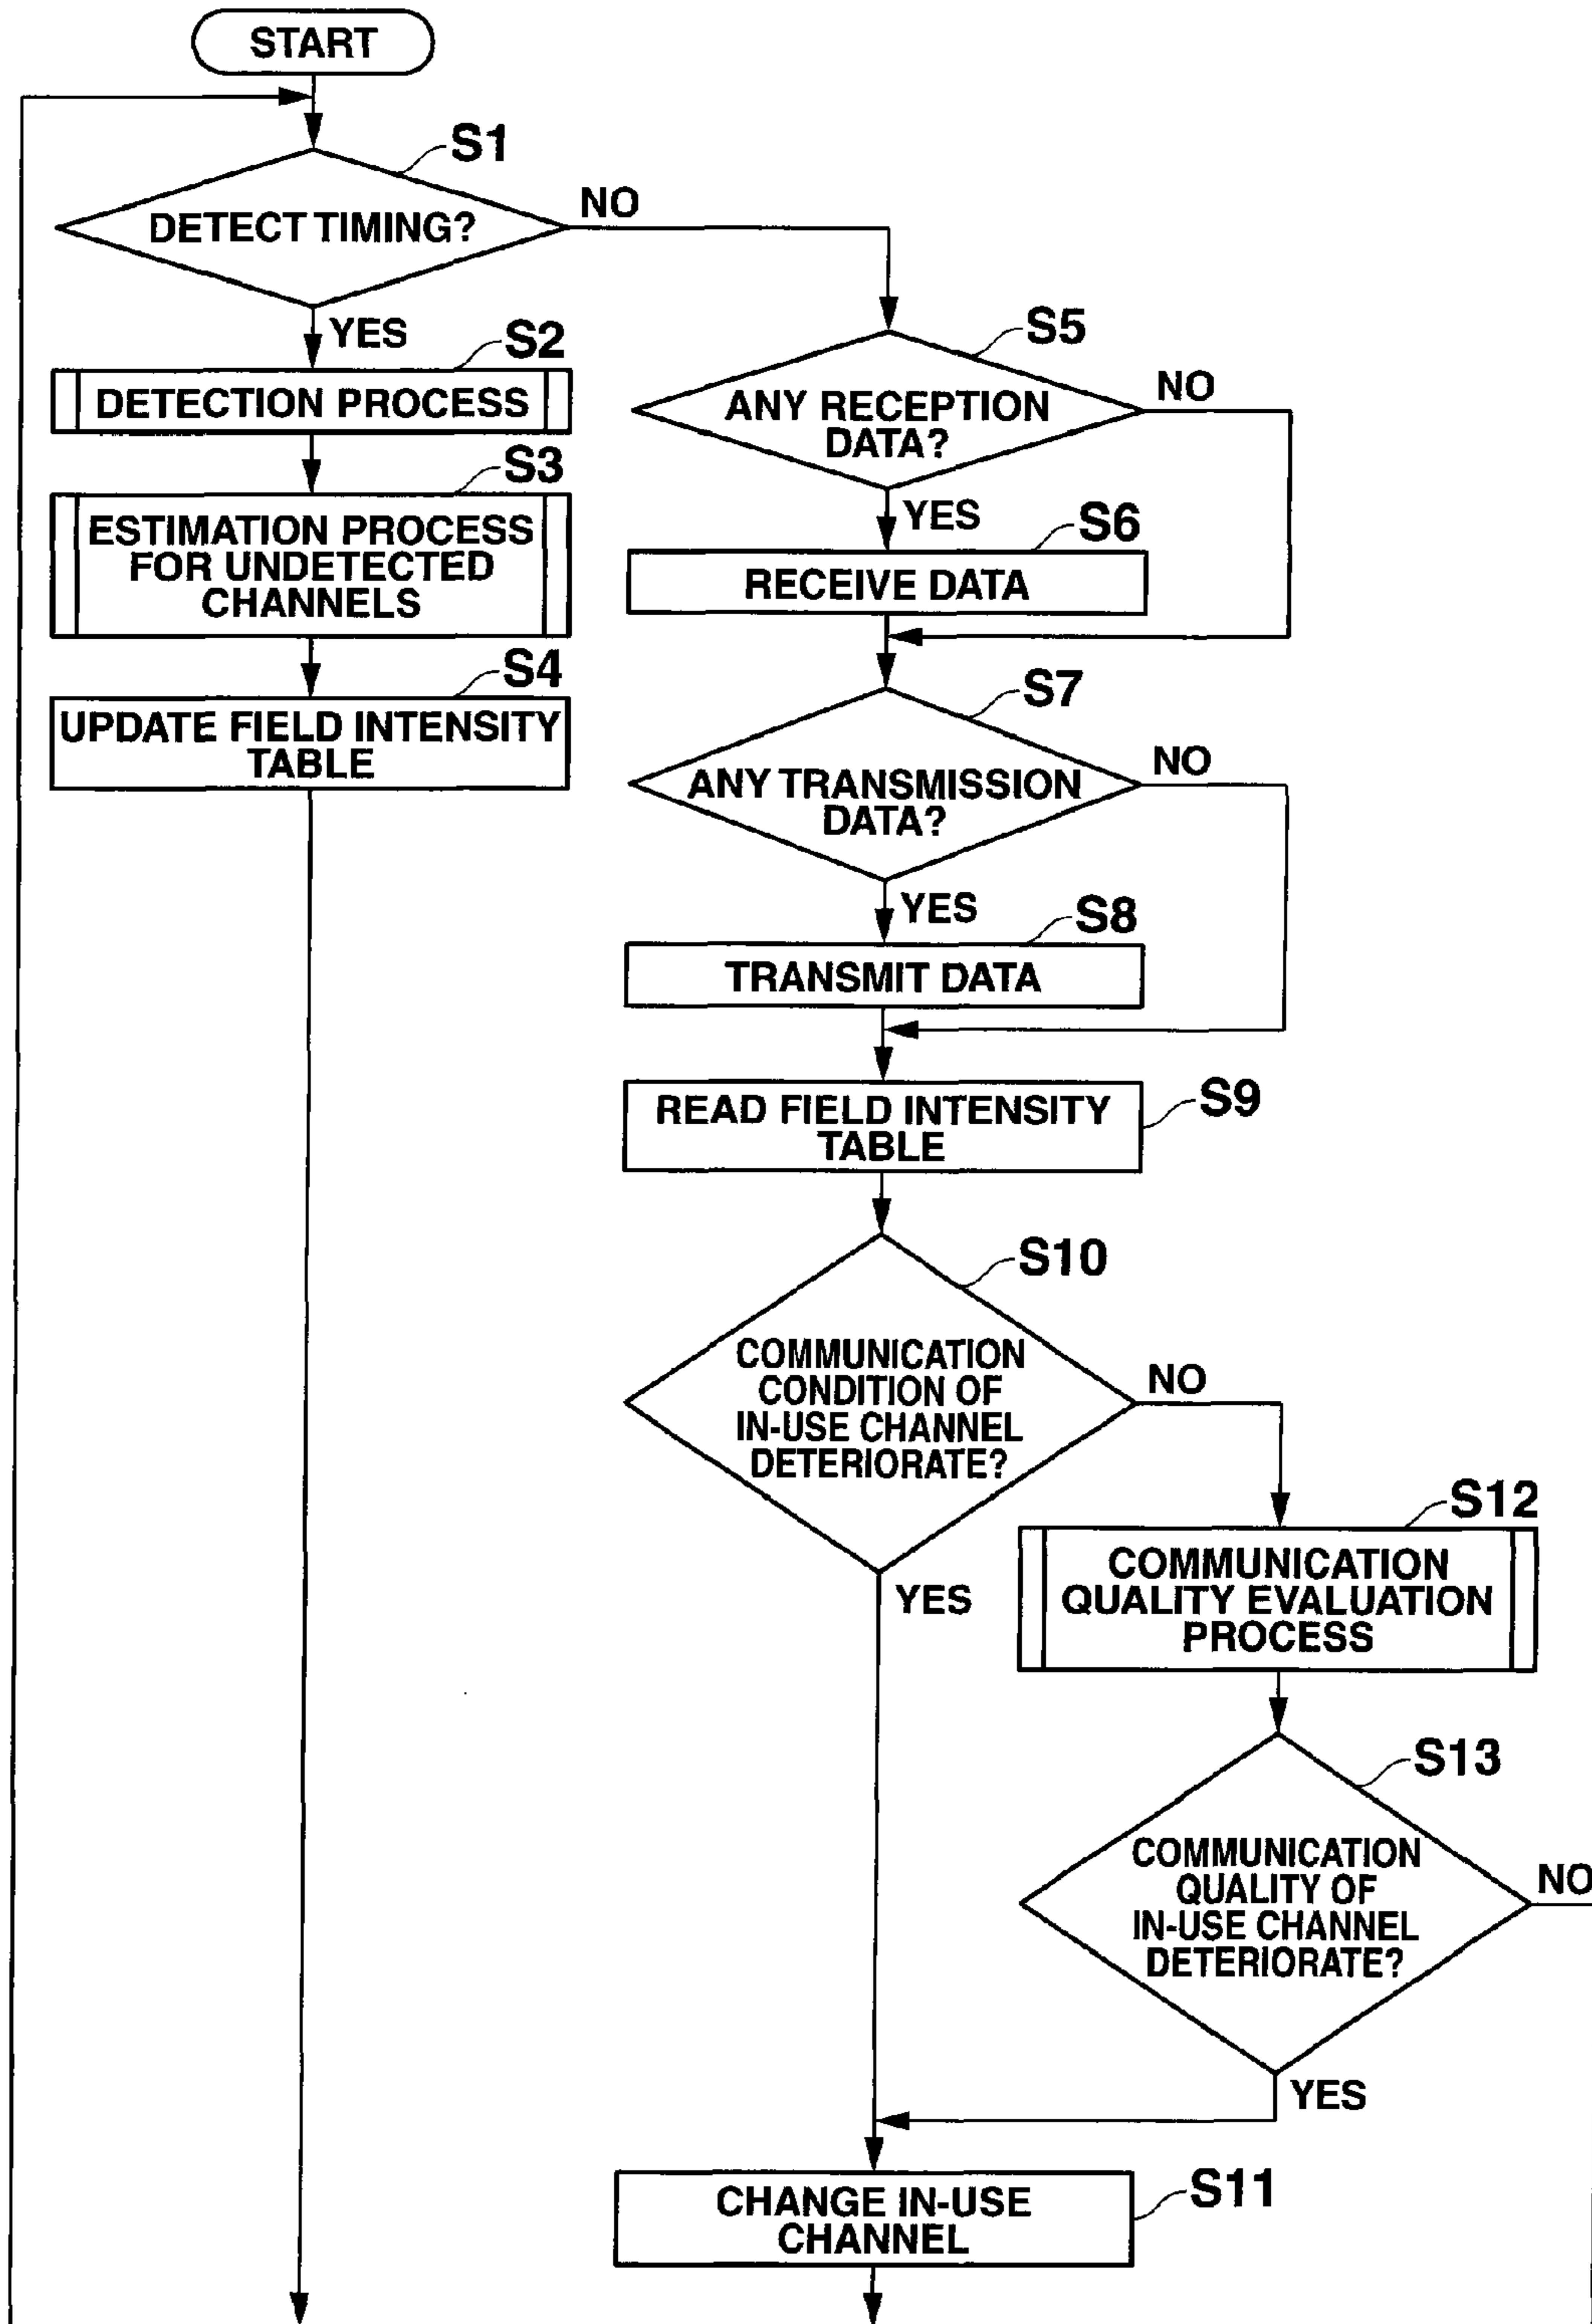 START
S1
DETECT TIMING?
NO
YES
S2
DETECTION PROCESS
S3
ESTIMATION PROCESS
FOR UNDETECTED
CHANNELS
S4
UPDATE FIELD INTENSITY
TABLE
S5
ANY RECEPTION
DATA?
NO
YES
S6
RECEIVE DATA
S7
ANY TRANSMISSION
DATA?
NO
YES
S8
TRANSMIT DATA
S9
READ FIELD INTENSITY
TABLE
S10
COMMUNICATION
CONDITION OF
IN-USE CHANNEL
DETERIORATE?
NO
YES
S12
COMMUNICATION
QUALITY EVALUATION
PROCESS
S13
COMMUNICATION
QUALITY OF
IN-USE CHANNEL
DETERIORATE?
NO
YES
S11
CHANGE IN-USE
CHANNEL